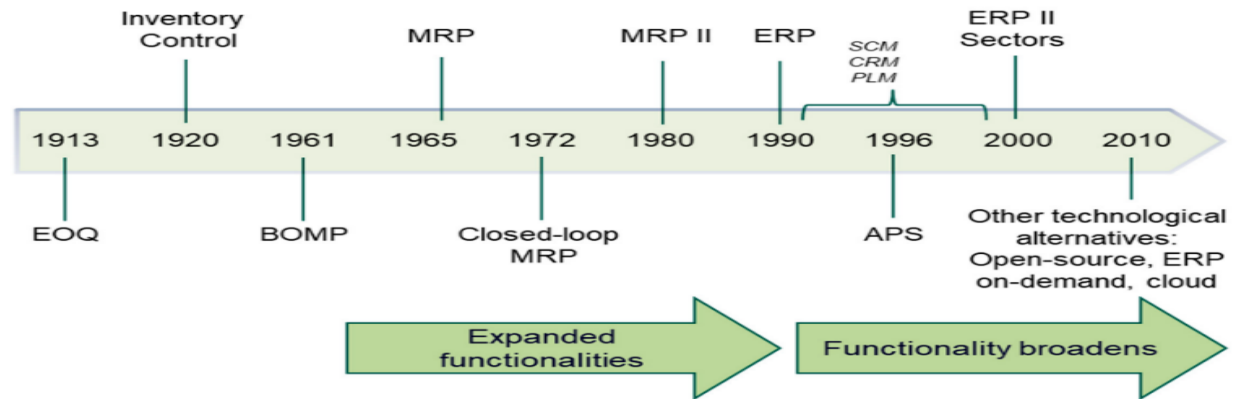 Inventory
Control
MRP
MRP II
ERP
SCM
CRM
PLM
ERP II
Sectors
1913
1920
1961
1965
1972
1980
1990
1996
2000
2010
EOQ
BOMP
Closed-loop
MRP
APS
Other technological
alternatives:
Open-source, ERP
on-demand, cloud
Expanded
functionalities
Functionality broadens